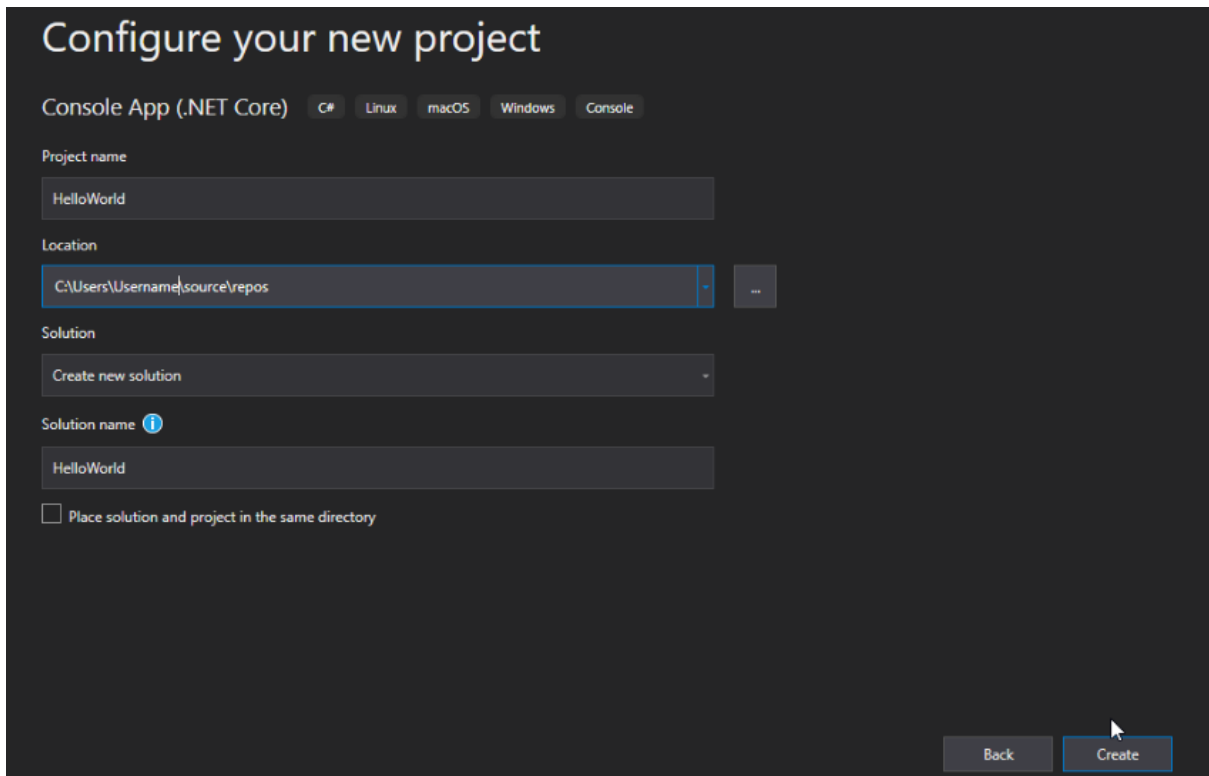 Configure your new project
Console App (.NET Core) C# Linux macOS Windows Console
Project name
HelloWorld
Location
C:\Users\Username\source\repos
...
Solution
Create new solution
Solution name
HelloWorld
Place solution and project in the same directory
Back Create